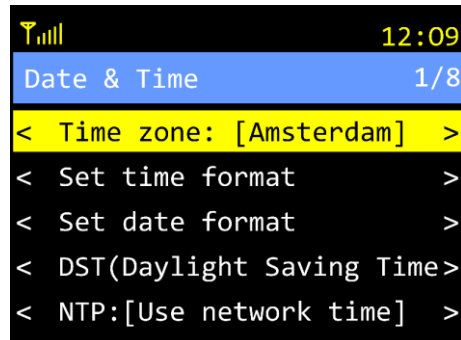 12:09
Date & Time 1/8
< Time zone: [Amsterdam] >
< Set time format >
< Set date format >
< DST(Daylight Saving Time>
< NTP:[Use network time] >